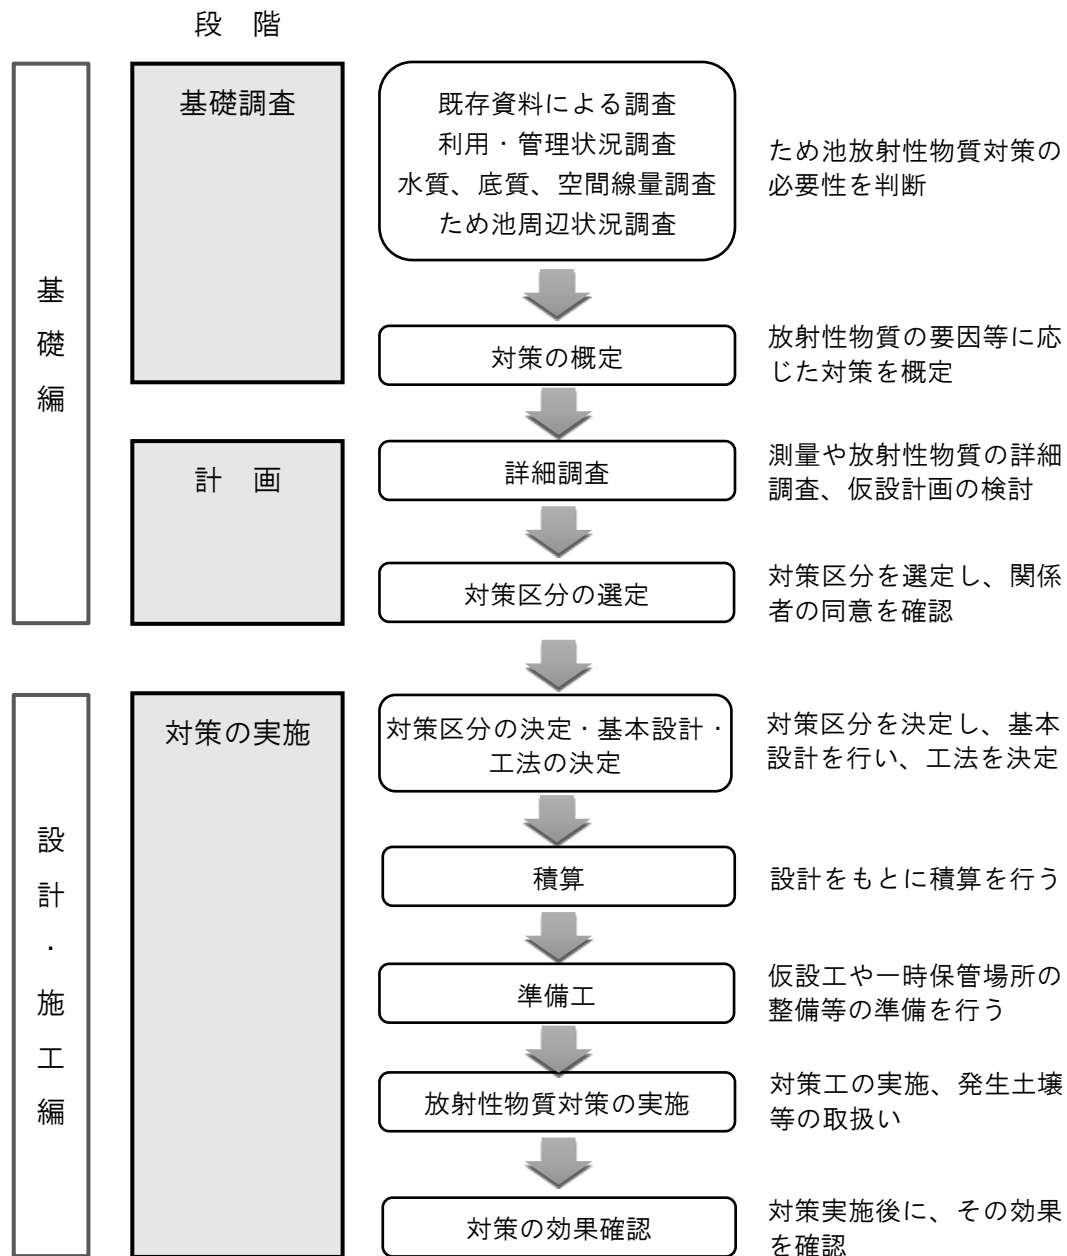 段　階
基礎編
基礎調査
既存資料による調査
利用・管理状況調査
水質、底質、空間線量調査
ため池周辺状況調査
ため池放射性物質対策の
必要性を判断
対策の概定
放射性物質の要因等に応
じた対策を概定
計　画
詳細調査
測量や放射性物質の詳細
調査、仮設計画の検討
対策区分の選定
対策区分を選定し、関係
者の同意を確認
設計・施工編
対策の実施
対策区分の決定・基本設計・
工法の決定
対策区分を決定し、基本
設計を行い、工法を決定
積算
設計をもとに積算を行う
準備工
仮設工や一時保管場所の
整備等の準備を行う
放射性物質対策の実施
対策工の実施、発生土壌
等の取扱い
対策の効果確認
対策実施後に、その効果
を確認